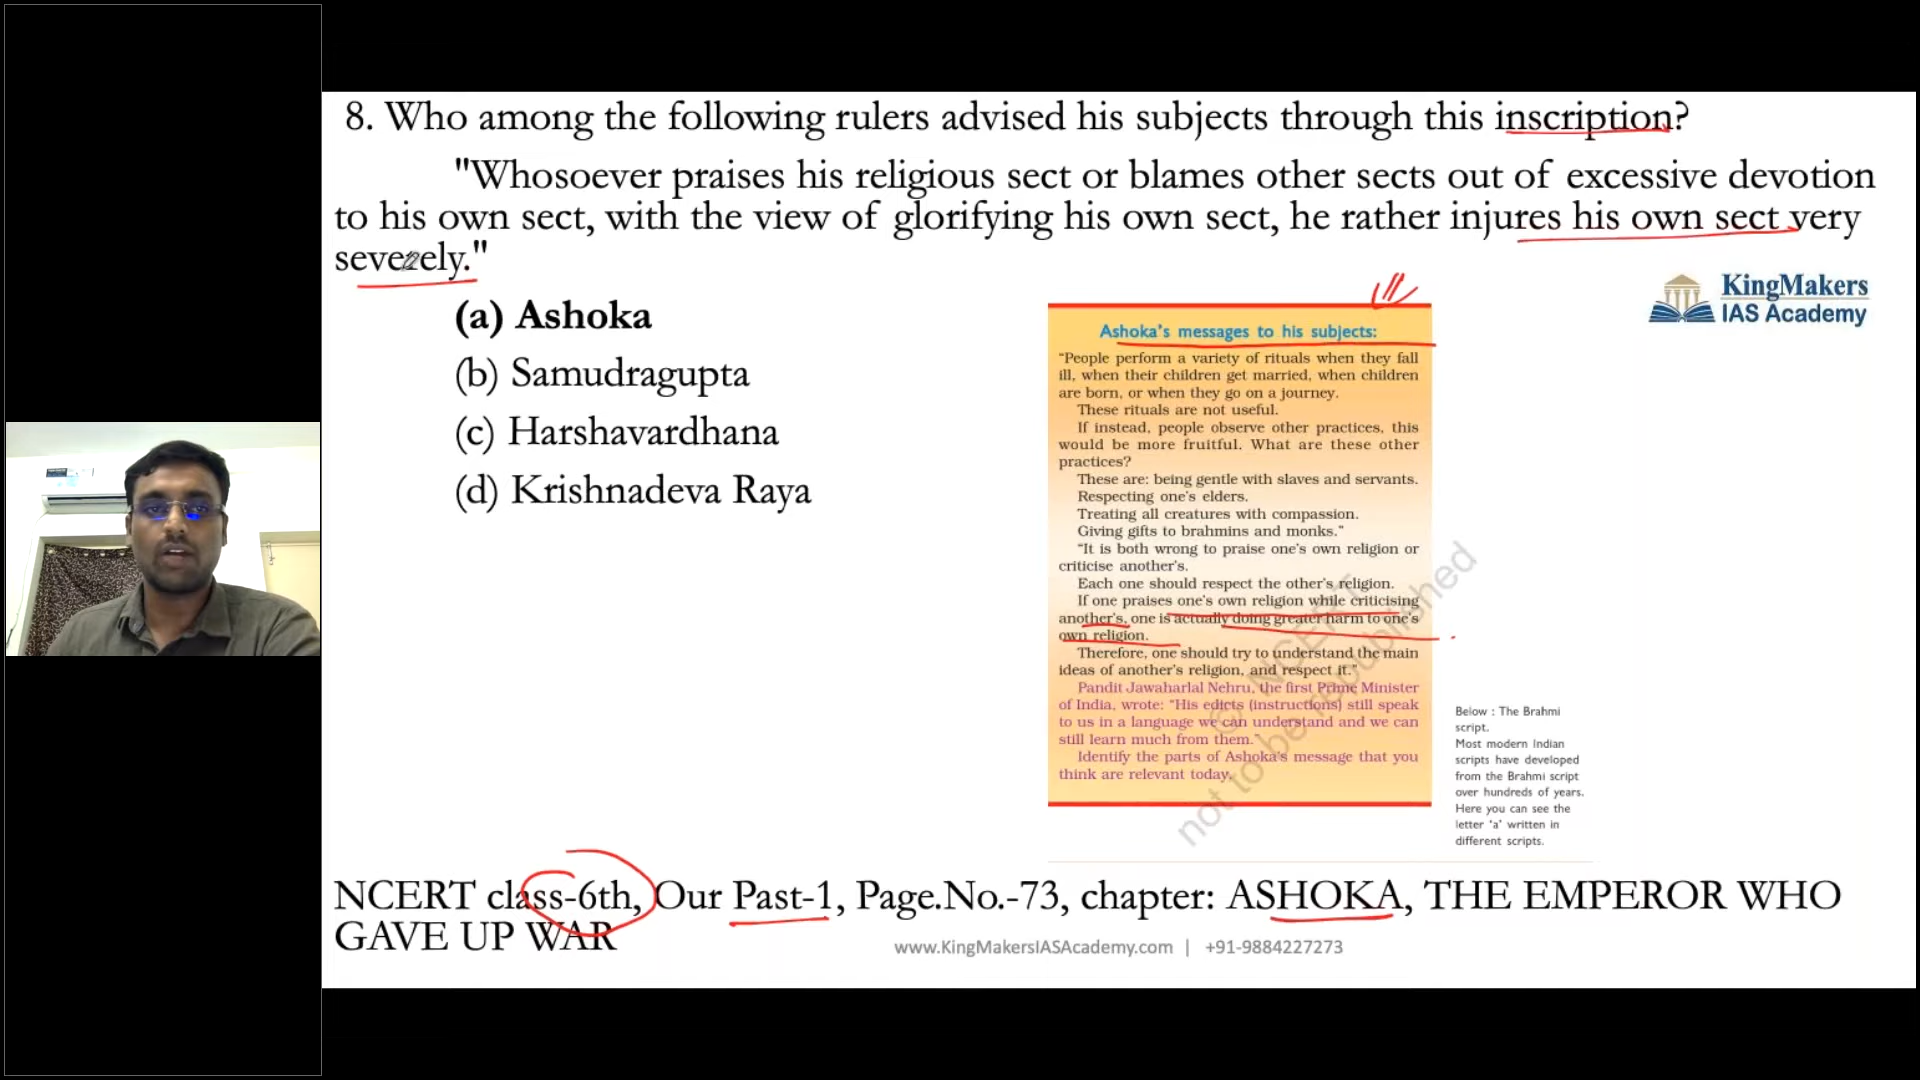 8. Who among the following rulers advised his subjects through this inscription?
"Whosoever praises his religious sect or blames other sects out of excessive devotion
to his own sect, with the view of glorifying his own sect, he rather injures his own sect very
severely."
(a) Ashoka
(b) Samudragupta
(c) Harshavardhana
(d) Krishnadeva Raya
KingMakers
IAS Academy
Ashoka's messages to his subjects:
"People perform a variety of rituals when they fall
ill, when their children get married, when children
are born, or when they go on a journey.
These rituals are not useful.
If instead, people observe other practices, this
would be more fruitful. What are these other
practices?
These are: being gentle with slaves and servants.
Respecting one's elders.
Treating all creatures with compassion.
Giving gifts to brahmins and monks."
"It is both wrong to praise one's own religion or
criticise another's.
Each one should respect the other's religion.
If one praises one's own religion while criticising
another's, one is actually doing greater harm to one's
own religion.
Therefore, one should try to understand the main
ideas of another's religion, and respect it."
Pandit Jawaharlal Nehru, the first Prime Minister
of India, wrote: "His edicts (instructions) still speak
to us in a language we can understand and we can
still learn much from them."
Identify the parts of Ashoka's message that you
think are relevant today.
© NCERT
not to be republished
Below : The Brahmi
script.
Most modern Indian
scripts have developed
from the Brahmi script
over hundreds of years.
Here you can see the
letter 'a' written in
different scripts.
NCERT class-6th, Our Past-1, Page.No.-73, chapter: ASHOKA, THE EMPEROR WHO
GAVE UP WAR
www.KingMakersIASAcademy.com | +91-9884227273